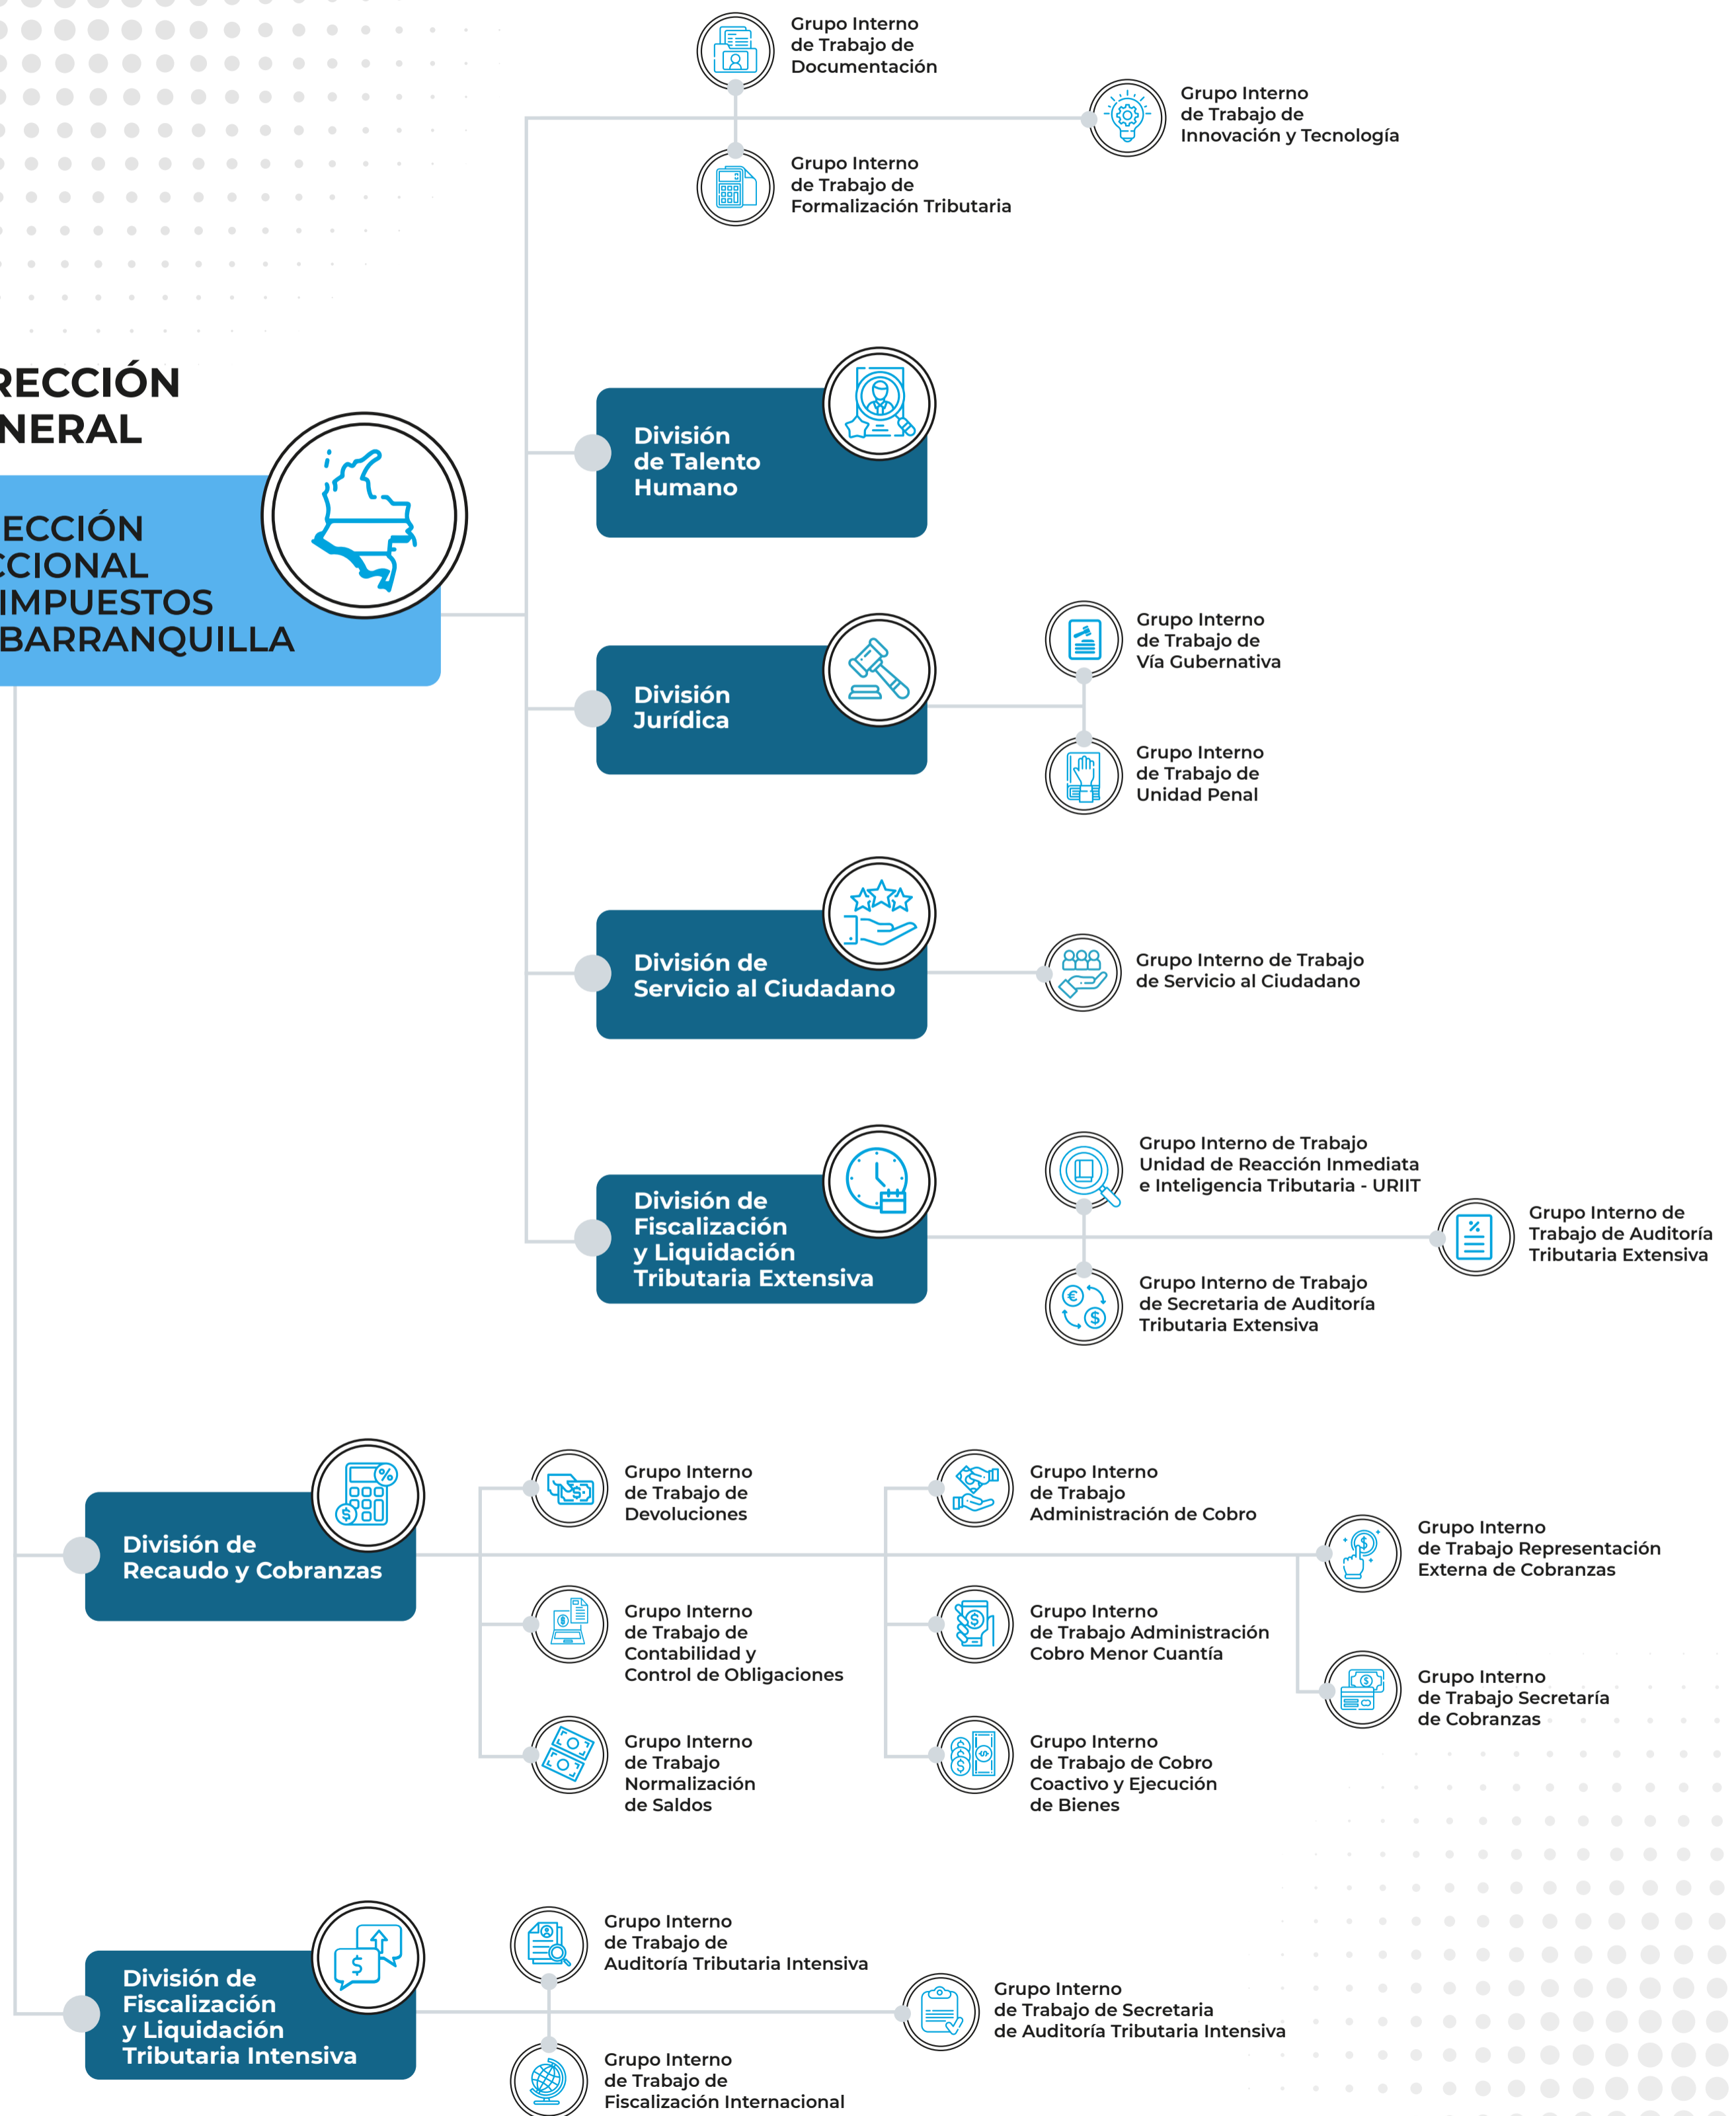 Grupo Interno
de Trabajo de
Documentación
Grupo Interno
de Trabajo de
Innovación y Tecnología
Grupo Interno
de Trabajo de
Formalización Tributaria
RECCIÓN
NERAL
ECCIÓN
CCIONAL
IMPUESTOS
BARRANQUILLA
División
de Talento
Humano
División
Jurídica
Grupo Interno
de Trabajo de
Vía Gubernativa
Grupo Interno
de Trabajo de
Unidad Penal
División de
Servicio al Ciudadano
Grupo Interno de Trabajo
de Servicio al Ciudadano
División de
Fiscalización
y Liquidación
Tributaria Extensiva
Grupo Interno de Trabajo
Unidad de Reacción Inmediata
e Inteligencia Tributaria - URIIT
Grupo Interno de
Trabajo de Auditoría
Tributaria Extensiva
Grupo Interno de Trabajo
de Secretaria de Auditoría
Tributaria Extensiva
División de
Recaudo y Cobranzas
Grupo Interno
de Trabajo de
Devoluciones
Grupo Interno
de Trabajo de
Contabilidad y
Control de Obligaciones
Grupo Interno
de Trabajo
Normalización
de Saldos
Grupo Interno
de Trabajo
Administración de Cobro
Grupo Interno
de Trabajo Administración
Cobro Menor Cuantía
Grupo Interno
de Trabajo de Cobro
Coactivo y Ejecución
de Bienes
Grupo Interno
de Trabajo Representación
Externa de Cobranzas
Grupo Interno
de Trabajo Secretaría
de Cobranzas
División de
Fiscalización
y Liquidación
Tributaria Intensiva
Grupo Interno
de Trabajo de
Auditoría Tributaria Intensiva
Grupo Interno
de Trabajo de Secretaria
de Auditoría Tributaria Intensiva
Grupo Interno
de Trabajo de
Fiscalización Internacional